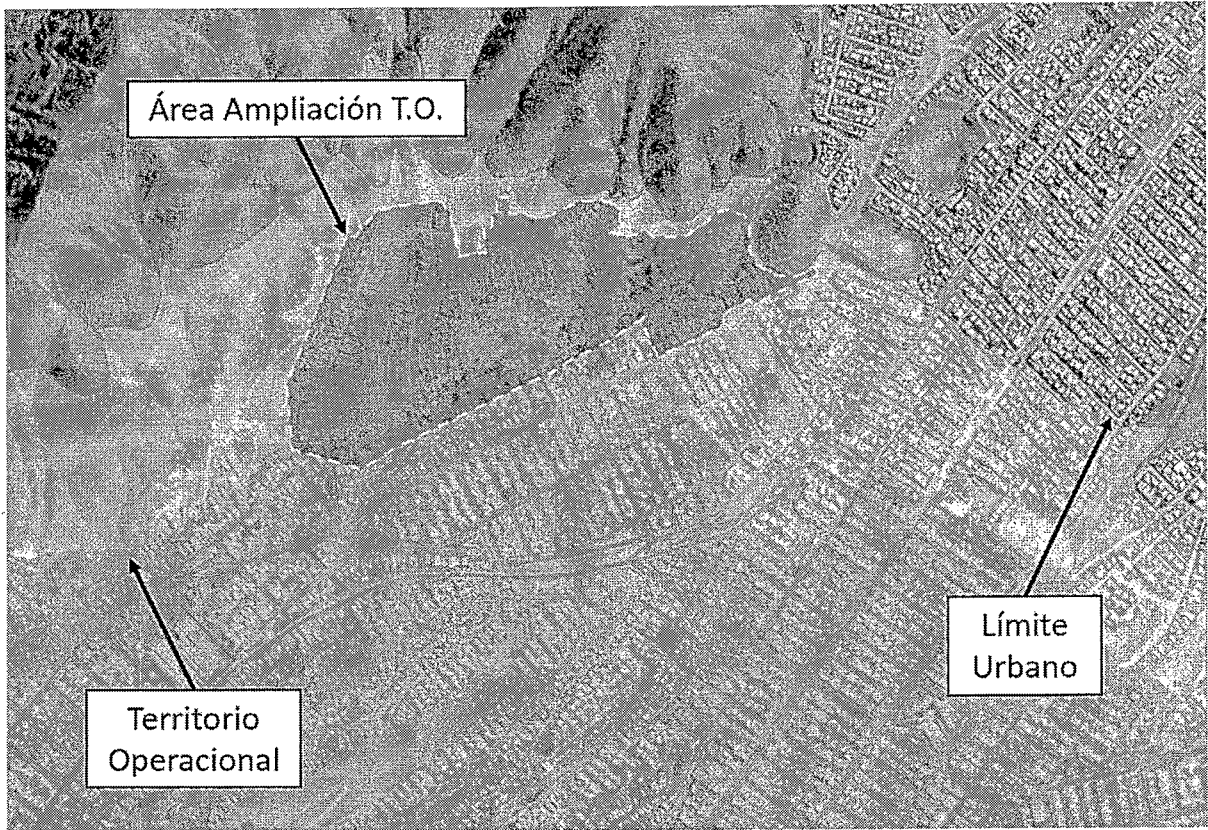 Área Ampliación T.O.
Límite
Urbano
Territorio
Operacional